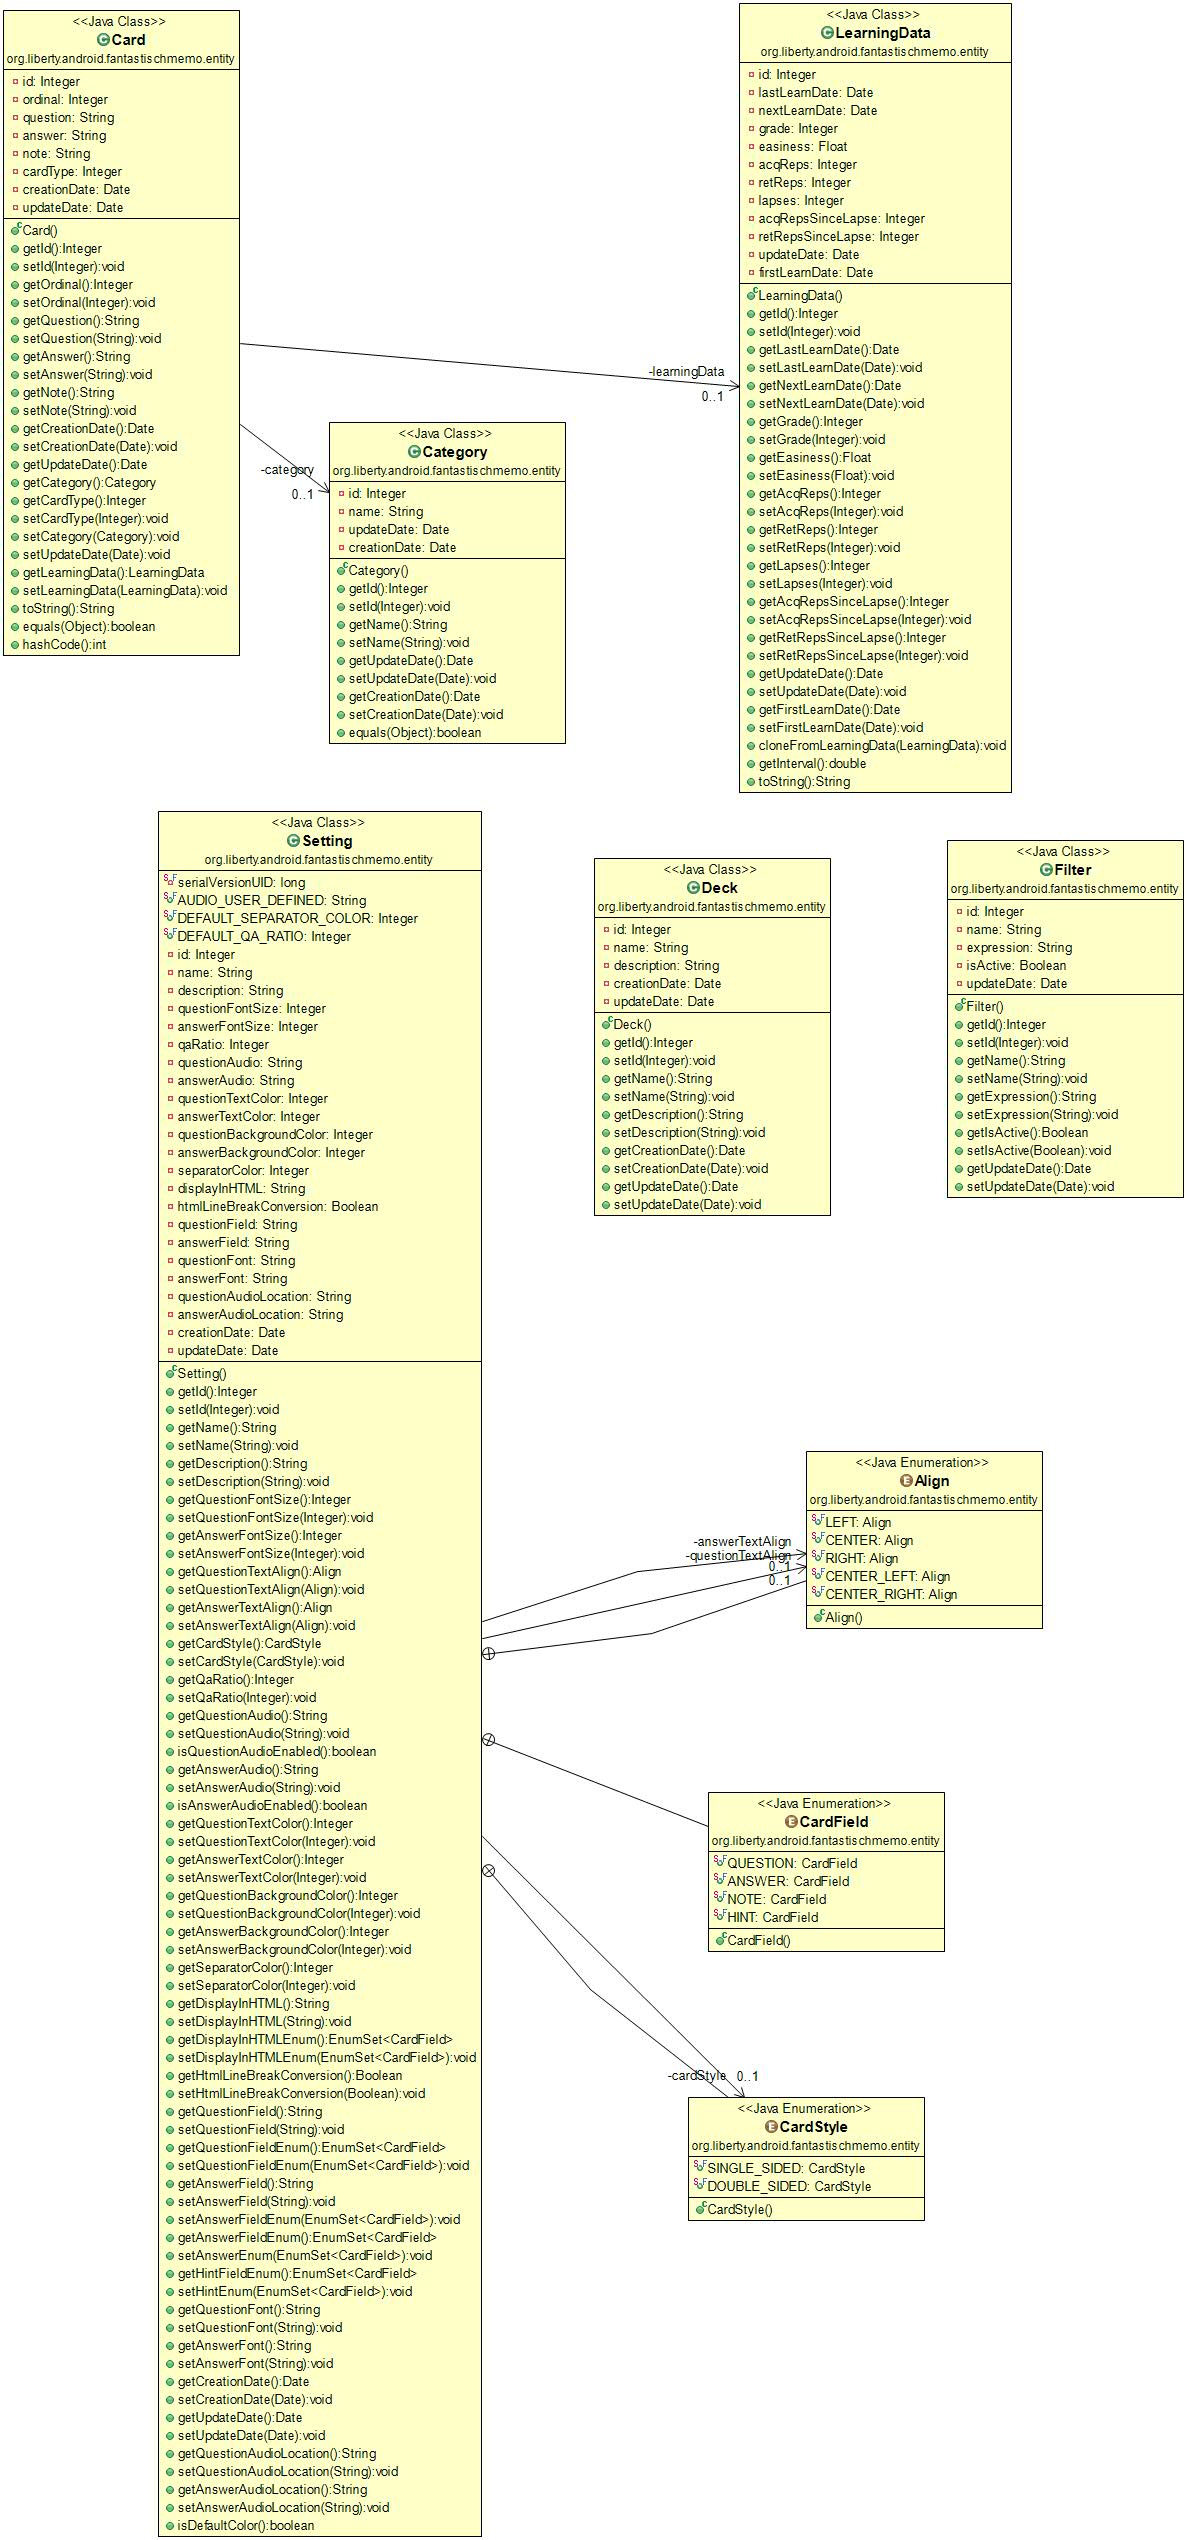 <<Java Class>>
Card
org.liberty.android.fantastischmemo.entity
id: Integer
ordinal: Integer
question: String
answer: String
note: String
cardType: Integer
creationDate: Date
updateDate: Date
Card()
getId():Integer
setId(Integer):void
getOrdinal():Integer
setOrdinal(Integer):void
getQuestion():String
setQuestion(String):void
getAnswer():String
setAnswer(String):void
getNote():String
setNote(String):void
getCreationDate():Date
setCreationDate(Date):void
getUpdateDate():Date
getCategory():Category
getCardType():Integer
setCardType(Integer):void
setCategory(Category):void
setUpdateDate(Date):void
getLearningData():LearningData
setLearningData(LearningData):void
toString():String
equals(Object):boolean
hashCode():int
-learningData
0..1
-category
0..1
<<Java Class>>
Category
org.liberty.android.fantastischmemo.entity
id: Integer
name: String
updateDate: Date
creationDate: Date
Category()
getId():Integer
setId(Integer):void
getName():String
setName(String):void
getUpdateDate():Date
setUpdateDate(Date):void
getCreationDate():Date
setCreationDate(Date):void
equals(Object):boolean
<<Java Class>>
LearningData
org.liberty.android.fantastischmemo.entity
id: Integer
lastLearnDate: Date
nextLearnDate: Date
grade: Integer
easiness: Float
acqReps: Integer
retReps: Integer
lapses: Integer
acqRepsSinceLapse: Integer
retRepsSinceLapse: Integer
updateDate: Date
firstLearnDate: Date
LearningData()
getId():Integer
setId(Integer):void
getLastLearnDate():Date
setLastLearnDate(Date):void
getNextLearnDate():Date
setNextLearnDate(Date):void
getGrade():Integer
setGrade(Integer):void
getEasiness():Float
setEasiness(Float):void
getAcqReps():Integer
setAcqReps(Integer):void
getRetReps():Integer
setRetReps(Integer):void
getLapses():Integer
setLapses(Integer):void
getAcqRepsSinceLapse():Integer
setAcqRepsSinceLapse(Integer):void
getRetRepsSinceLapse():Integer
setRetRepsSinceLapse(Integer):void
getUpdateDate():Date
setUpdateDate(Date):void
getFirstLearnDate():Date
setFirstLearnDate(Date):void
cloneFromLearningData(LearningData):void
getInterval():double
toString():String
<<Java Class>>
Setting
org.liberty.android.fantastischmemo.entity
serialVersionUID: long
AUDIO_USER_DEFINED: String
DEFAULT_SEPARATOR_COLOR: Integer
DEFAULT_QA_RATIO: Integer
id: Integer
name: String
description: String
questionFontSize: Integer
answerFontSize: Integer
qaRatio: Integer
questionAudio: String
answerAudio: String
questionTextColor: Integer
answerTextColor: Integer
questionBackgroundColor: Integer
answerBackgroundColor: Integer
separatorColor: Integer
displayInHTML: String
htmlLineBreakConversion: Boolean
questionField: String
answerField: String
questionFont: String
answerFont: String
questionAudioLocation: String
answerAudioLocation: String
creationDate: Date
updateDate: Date
Setting()
getId():Integer
setId(Integer):void
getName():String
setName(String):void
getDescription():String
setDescription(String):void
getQuestionFontSize():Integer
setQuestionFontSize(Integer):void
getAnswerFontSize():Integer
setAnswerFontSize(Integer):void
getQuestionTextAlign():Align
setQuestionTextAlign(Align):void
getAnswerTextAlign():Align
setAnswerTextAlign(Align):void
getCardStyle():CardStyle
setCardStyle(CardStyle):void
getQaRatio():Integer
setQaRatio(Integer):void
getQuestionAudio():String
setQuestionAudio(String):void
isQuestionAudioEnabled():boolean
getAnswerAudio():String
setAnswerAudio(String):void
isAnswerAudioEnabled():boolean
getQuestionTextColor():Integer
setQuestionTextColor(Integer):void
getAnswerTextColor():Integer
setAnswerTextColor(Integer):void
getQuestionBackgroundColor():Integer
setQuestionBackgroundColor(Integer):void
getAnswerBackgroundColor():Integer
setAnswerBackgroundColor(Integer):void
getSeparatorColor():Integer
setSeparatorColor(Integer):void
getDisplayInHTML():String
setDisplayInHTML(String):void
getDisplayInHTMLEnum():EnumSet<CardField>
setDisplayInHTMLEnum(EnumSet<CardField>):void
getHtmlLineBreakConversion():Boolean
setHtmlLineBreakConversion(Boolean):void
getQuestionField():String
setQuestionField(String):void
getQuestionFieldEnum():EnumSet<CardField>
setQuestionFieldEnum(EnumSet<CardField>):void
getAnswerField():String
setAnswerField(String):void
setAnswerFieldEnum(EnumSet<CardField>):void
getAnswerFieldEnum():EnumSet<CardField>
setAnswerEnum(EnumSet<CardField>):void
getHintFieldEnum():EnumSet<CardField>
setHintEnum(EnumSet<CardField>):void
getQuestionFont():String
setQuestionFont(String):void
getAnswerFont():String
setAnswerFont(String):void
getCreationDate():Date
setCreationDate(Date):void
getUpdateDate():Date
setUpdateDate(Date):void
getQuestionAudioLocation():String
setQuestionAudioLocation(String):void
getAnswerAudioLocation():String
setAnswerAudioLocation(String):void
isDefaultColor():boolean
<<Java Class>>
Deck
org.liberty.android.fantastischmemo.entity
id: Integer
name: String
description: String
creationDate: Date
updateDate: Date
Deck()
getId():Integer
setId(Integer):void
getName():String
setName(String):void
getDescription():String
setDescription(String):void
getCreationDate():Date
setCreationDate(Date):void
getUpdateDate():Date
setUpdateDate(Date):void
<<Java Class>>
Filter
org.liberty.android.fantastischmemo.entity
id: Integer
name: String
expression: String
isActive: Boolean
updateDate: Date
Filter()
getId():Integer
setId(Integer):void
getName():String
setName(String):void
getExpression():String
setExpression(String):void
getIsActive():Boolean
setIsActive(Boolean):void
getUpdateDate():Date
setUpdateDate(Date):void
-answerTextAlign
-questionTextAlign
0..1
0..1
<<Java Enumeration>>
Align
org.liberty.android.fantastischmemo.entity
LEFT: Align
CENTER: Align
RIGHT: Align
CENTER_LEFT: Align
CENTER_RIGHT: Align
Align()
<<Java Enumeration>>
CardField
org.liberty.android.fantastischmemo.entity
QUESTION: CardField
ANSWER: CardField
NOTE: CardField
HINT: CardField
CardField()
-cardStyle
0..1
<<Java Enumeration>>
CardStyle
org.liberty.android.fantastischmemo.entity
SINGLE_SIDED: CardStyle
DOUBLE_SIDED: CardStyle
CardStyle()